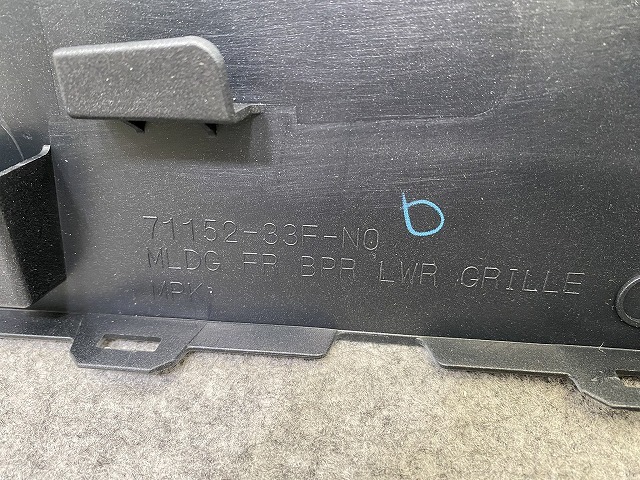 71152-33F-N0
MLDG FR BPR LWR GRILLE
MPK
b